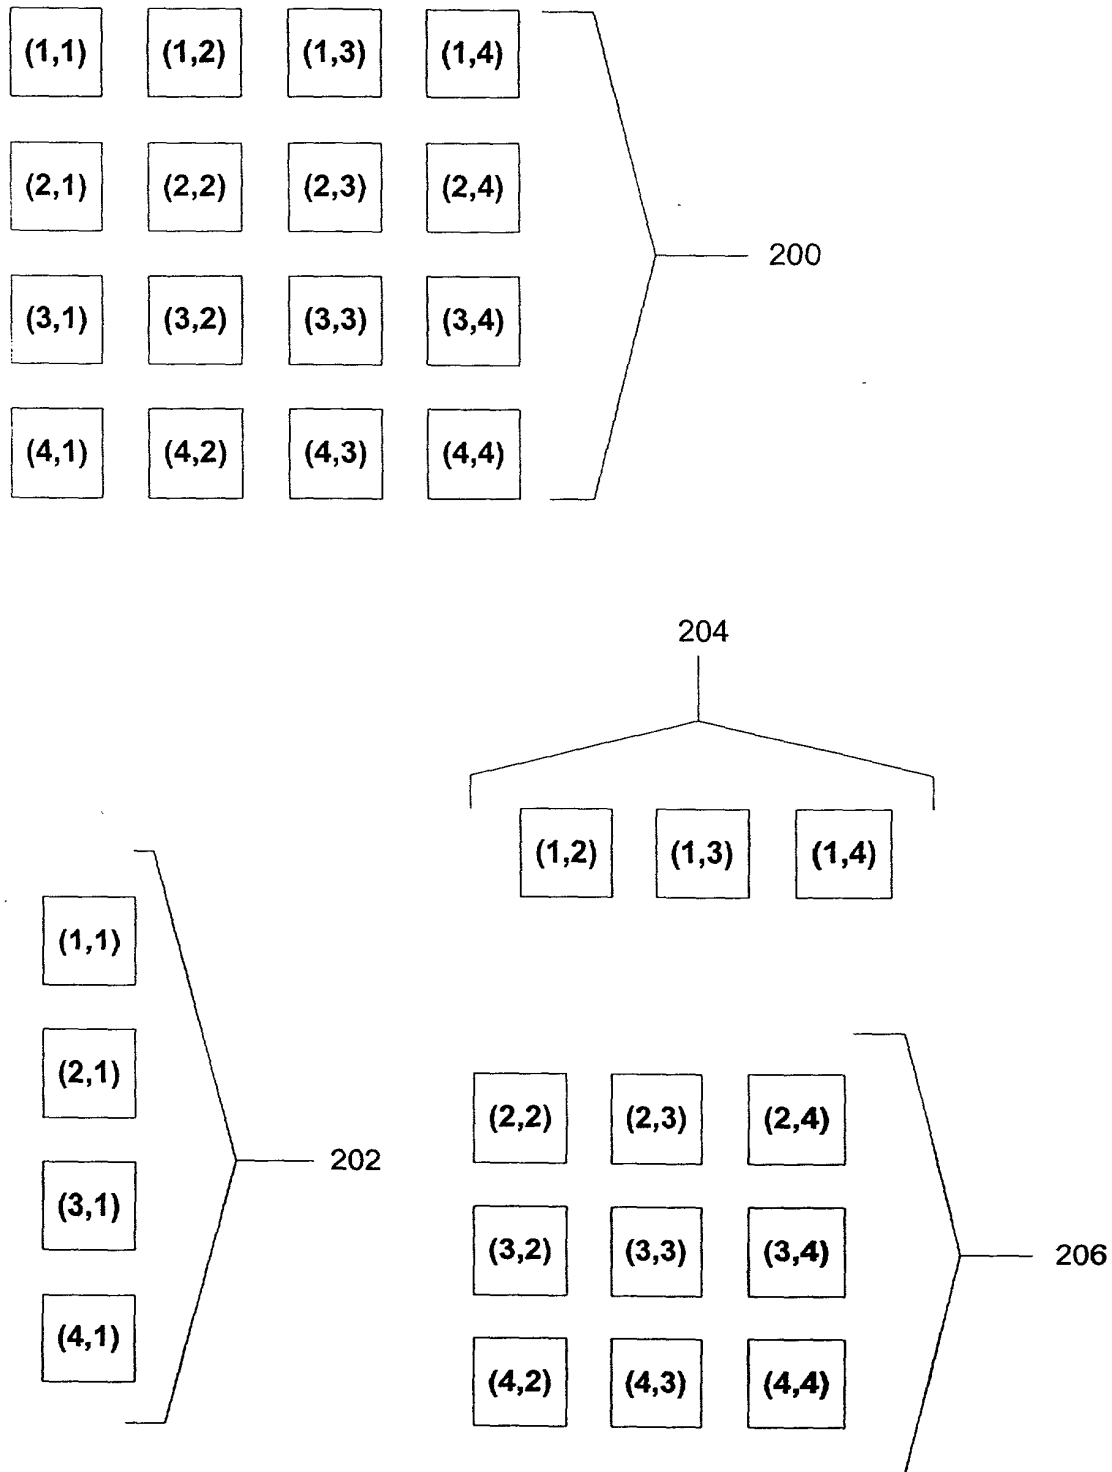 (1,1) (1,2) (1,3) (1,4)
(2,1) (2,2) (2,3) (2,4)
200
(3,1) (3,2) (3,3) (3,4)
(4,1) (4,2) (4,3) (4,4)
204
(1,2) (1,3) (1,4)
(1,1)
(2,1)
202
(3,1)
(4,1)
(2,2) (2,3) (2,4)
(3,2) (3,3) (3,4)
206
(4,2) (4,3) (4,4)